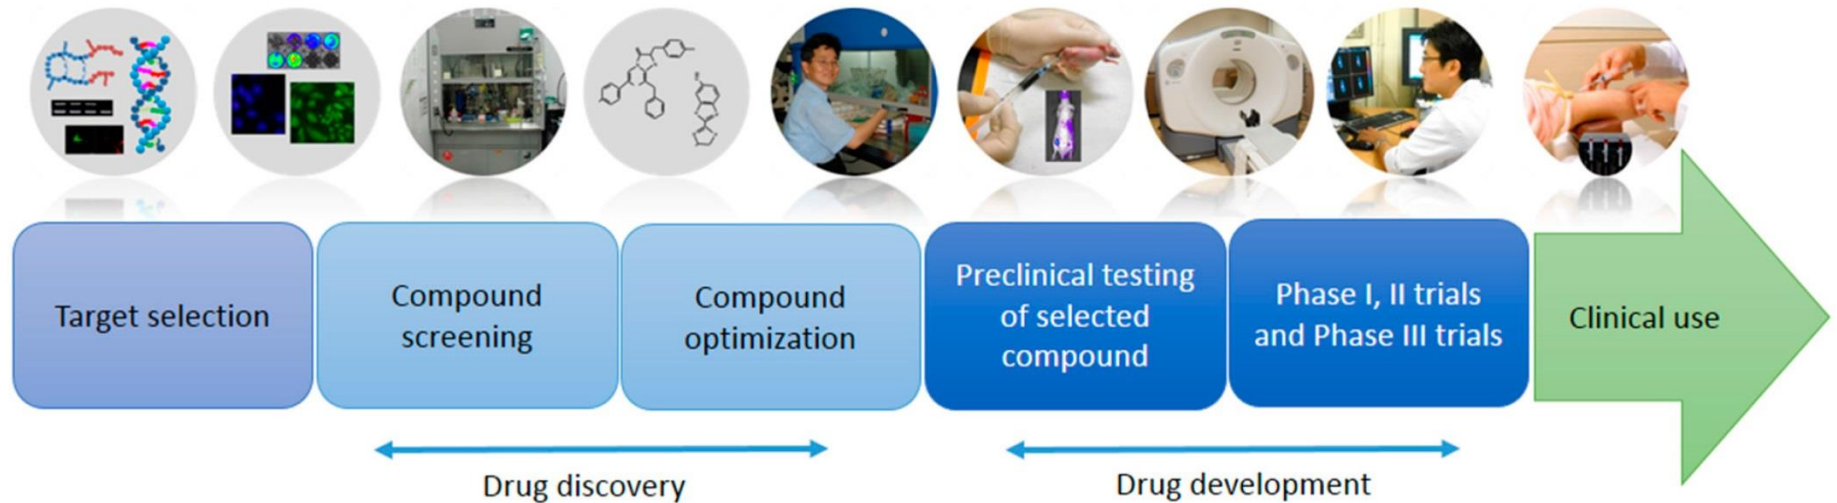 Target selection
Compound
screening
Compound
optimization
Preclinical testing
of selected
compound
Phase I, II trials
and Phase III trials
Clinical use
Drug discovery
Drug development